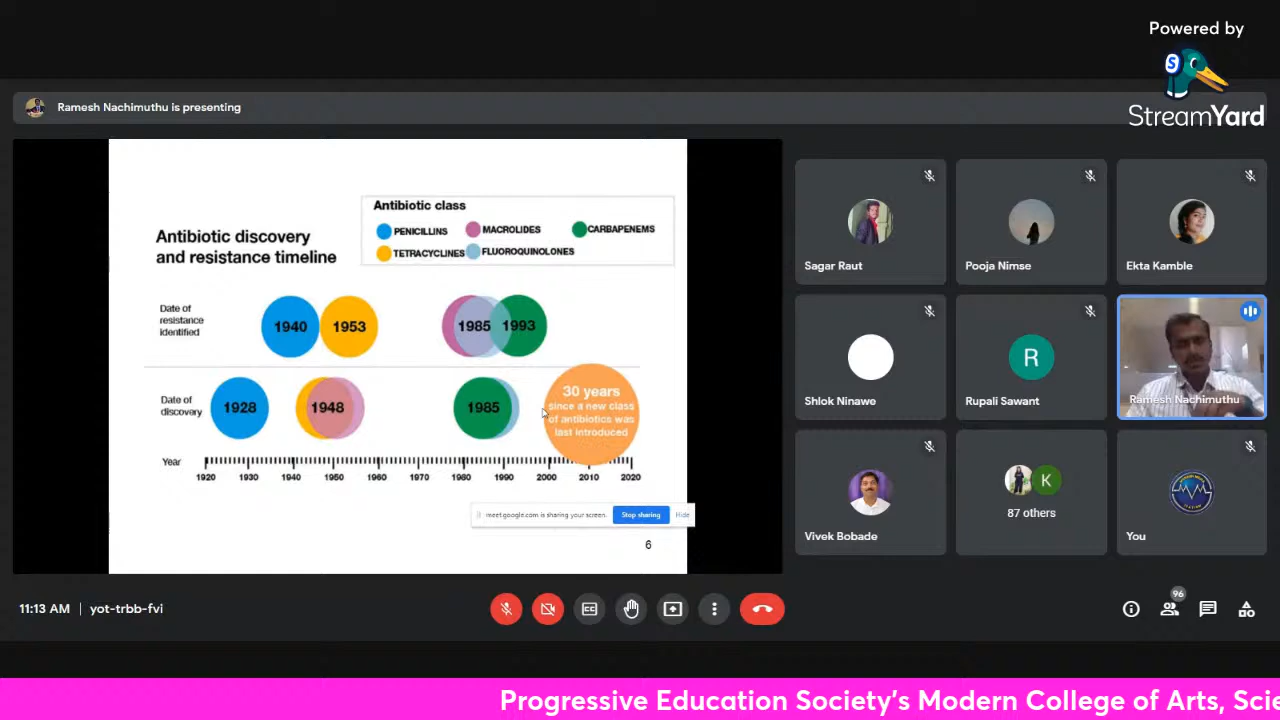 Powered by
StreamYard
Ramesh Nachimuthu is presenting
Antibiotic discovery
and resistance timeline
Antibiotic class
PENICILLINS
MACROLIDES
CARBAPENEMS
TETRACYCLINES
FLUOROQUINOLONES
Date of
resistance
identified
1940
1953
1985
1993
Date of
discovery
1928
1948
1985
30 years
since a new class
of antibiotics was
last introduced
Year
1920 1930 1940 1950 1960 1970 1980 1990 2000 2010 2020
meet.google.com is sharing your screen.
Stop sharing
Hide
6
Sagar Raut
Pooja Nimse
Ekta Kamble
Shlok Ninawe
R
Rupali Sawant
Ramesh Nachimuthu
Vivek Bobade
K
87 others
You
11:13 AM | yot-trbb-fvi
96
Progressive Education Society's Modern College of Arts, Scie